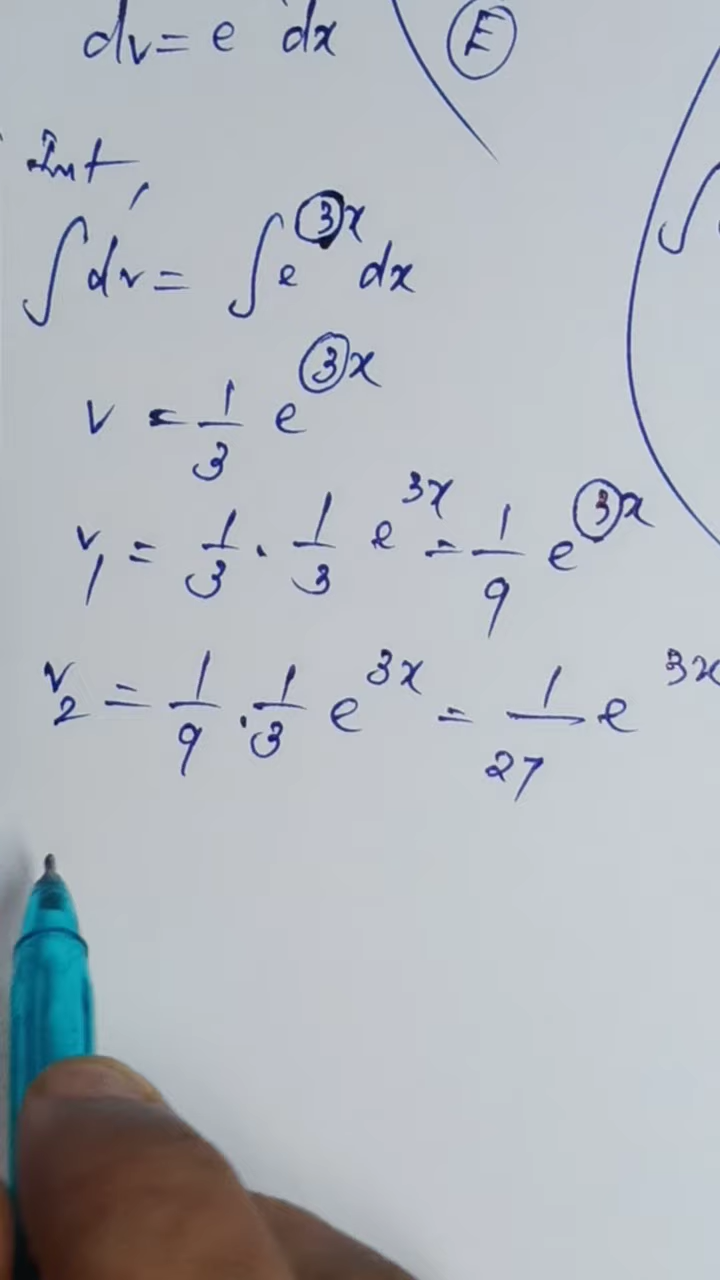 dv = e dx
E
Int,
∫dv = ∫e^{3x} dx
∫
v = 1/3 e^{3x}
v₁ = 1/3 · 1/3 e^{3x} = 1/9 e^{3x}
v₂ = 1/9 · 1/3 e^{3x} = 1/27 e^{3x}